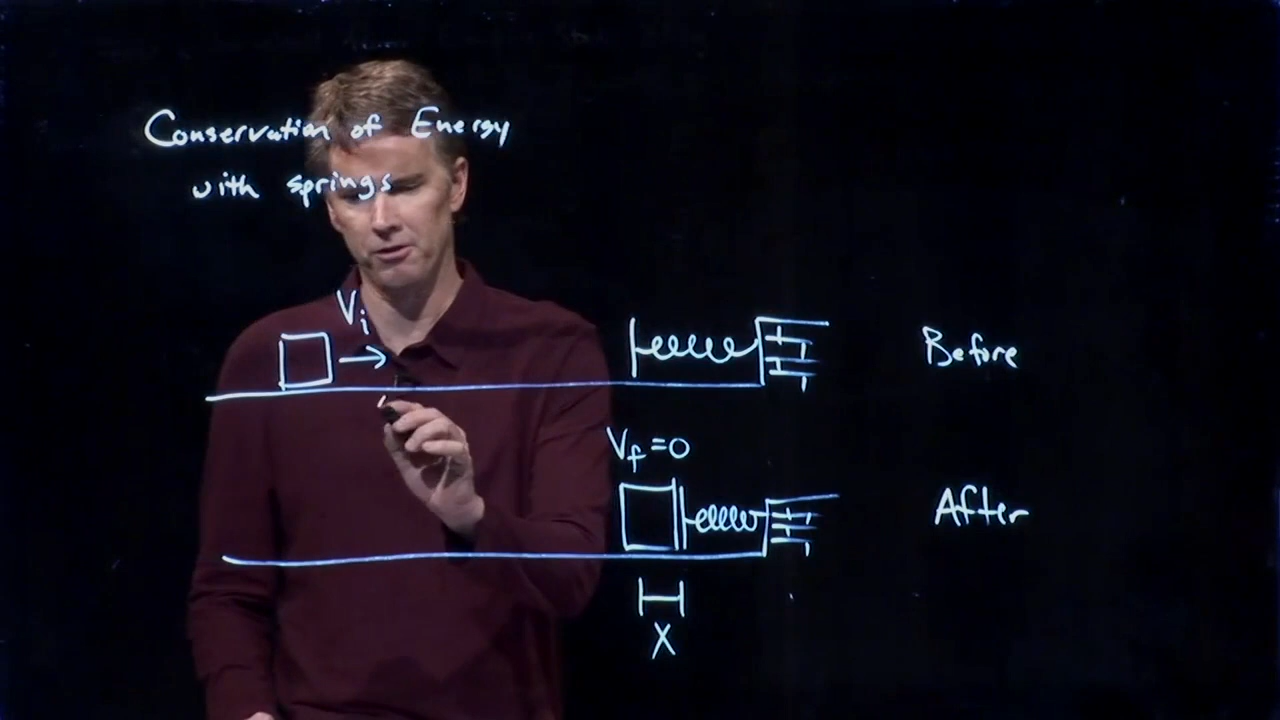 Conservation of Energy
with springs
Vi
Before
Vf=0
After
X